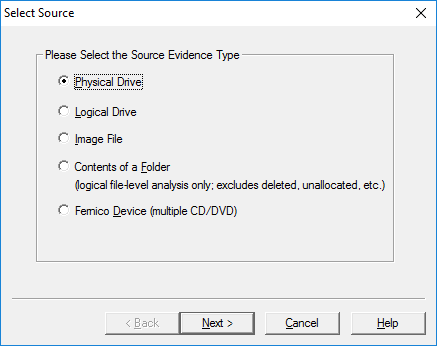 Select Source
Please Select the Source Evidence Type
Physical Drive
Logical Drive
Image File
Contents of a Folder
(logical file-level analysis only; excludes deleted, unallocated, etc.)
Fernico Device (multiple CD/DVD)
< Back Next > Cancel Help